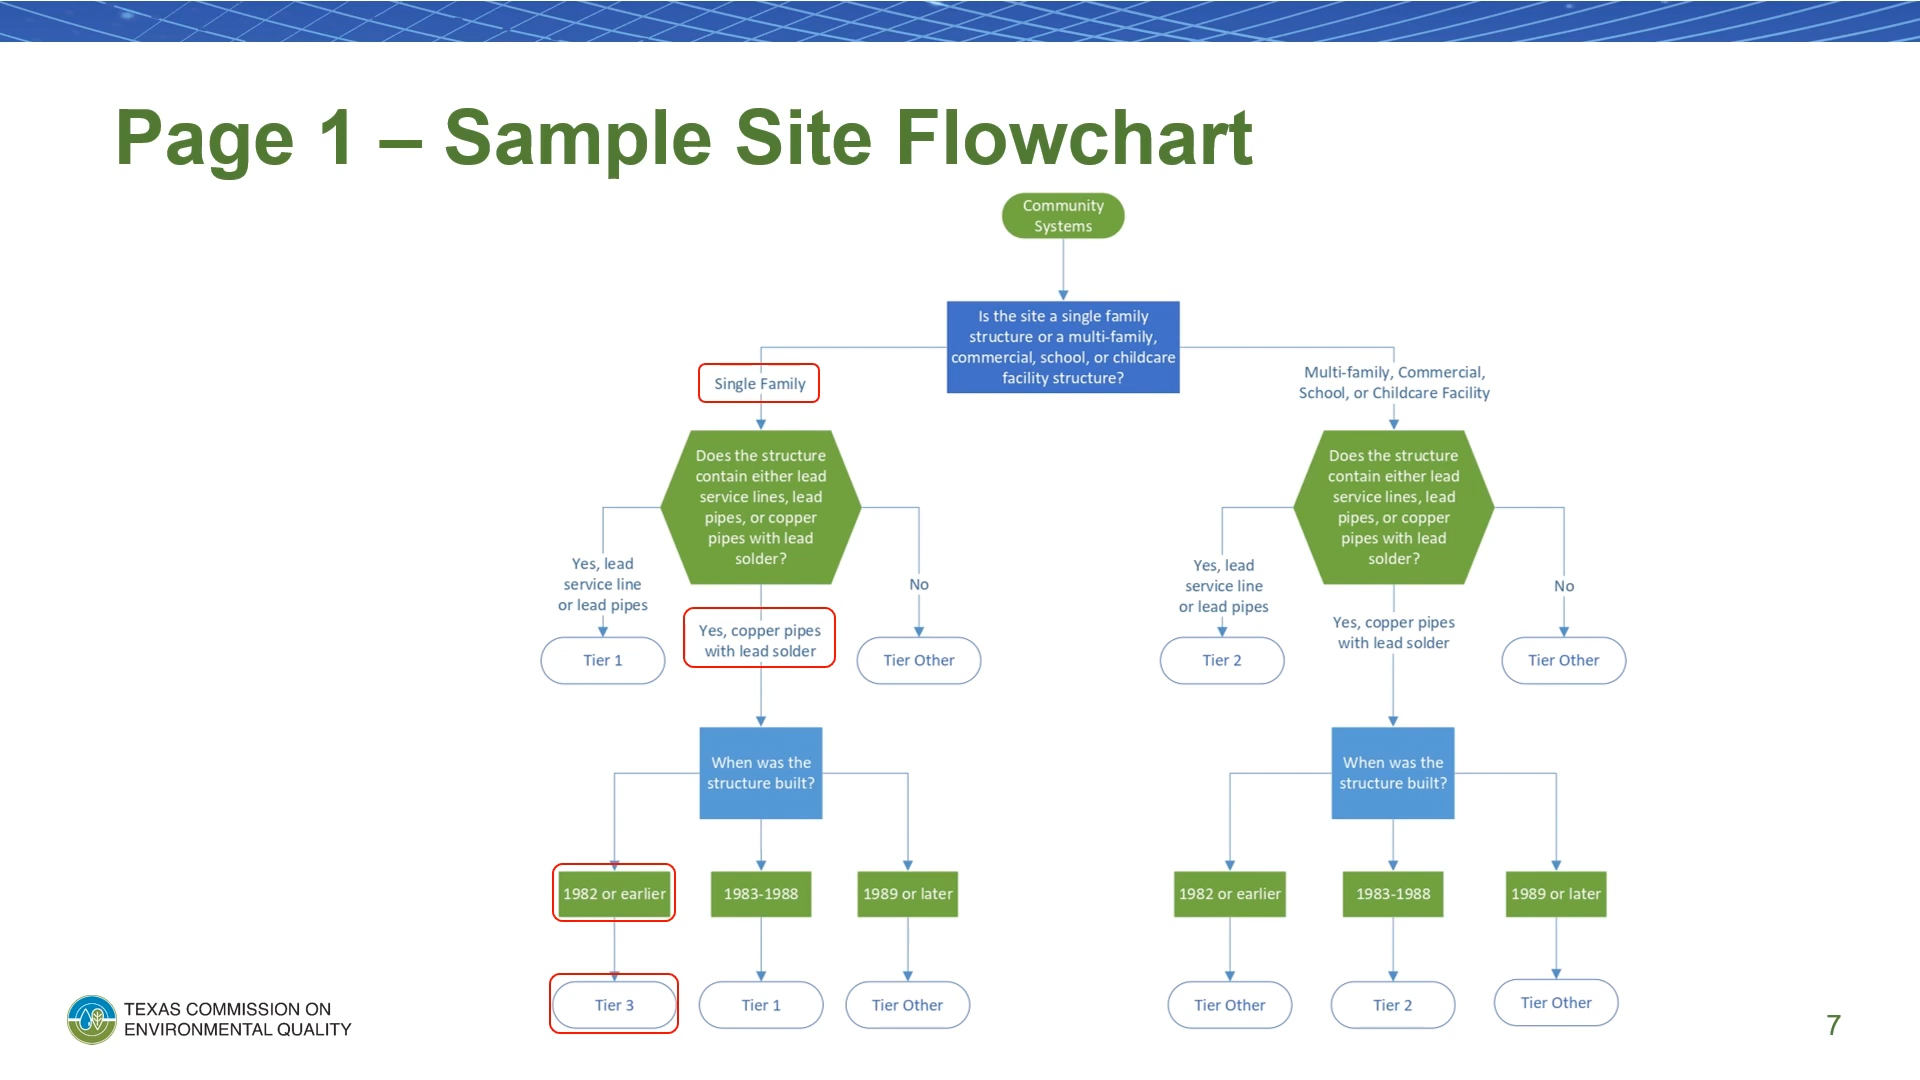 Page 1 – Sample Site Flowchart
Community
Systems
Is the site a single family
structure or a multi-family,
commercial, school, or childcare
facility structure?
Single Family
Multi-family, Commercial,
School, or Childcare Facility
Does the structure
contain either lead
service lines, lead
pipes, or copper
pipes with lead
solder?
Yes, lead
service line
or lead pipes
Yes, copper pipes
with lead solder
No
Tier 1
Tier Other
When was the
structure built?
1982 or earlier
1983-1988
1989 or later
Tier 3
Tier 1
Tier Other
Does the structure
contain either lead
service lines, lead
pipes, or copper
pipes with lead
solder?
Yes, lead
service line
or lead pipes
Yes, copper pipes
with lead solder
No
Tier 2
Tier Other
When was the
structure built?
1982 or earlier
1983-1988
1989 or later
Tier Other
Tier 2
Tier Other
TEXAS COMMISSION ON
ENVIRONMENTAL QUALITY
7